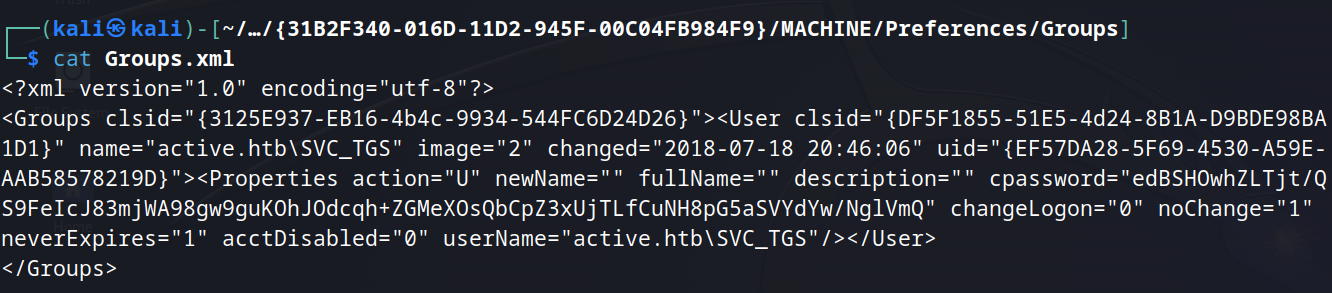 ┌──(kali㉿kali)-[~/…/{31B2F340-016D-11D2-945F-00C04FB984F9}/MACHINE/Preferences/Groups]
└─$ cat Groups.xml
<?xml version="1.0" encoding="utf-8"?>
<Groups clsid="{3125E937-EB16-4b4c-9934-544FC6D24D26}"><User clsid="{DF5F1855-51E5-4d24-8B1A-D9BDE98BA
1D1}" name="active.htb\SVC_TGS" image="2" changed="2018-07-18 20:46:06" uid="{EF57DA28-5F69-4530-A59E-
AAB58578219D}"><Properties action="U" newName="" fullName="" description="" cpassword="edBSHOwhZLTjt/Q
S9FeIcJ83mjWA98gw9guKOhJOdcqh+ZGMeXOsQbCpZ3xUjTLfCuNH8pG5aSVYdYw/NglVmQ" changeLogon="0" noChange="1"
neverExpires="1" acctDisabled="0" userName="active.htb\SVC_TGS"/></User>
</Groups>